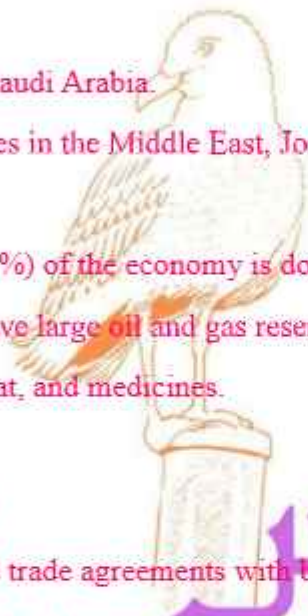 audi Arabia.
es in the Middle East, Jo
%) of the economy is do
ve large oil and gas rese
at, and medicines.
trade agreements with b